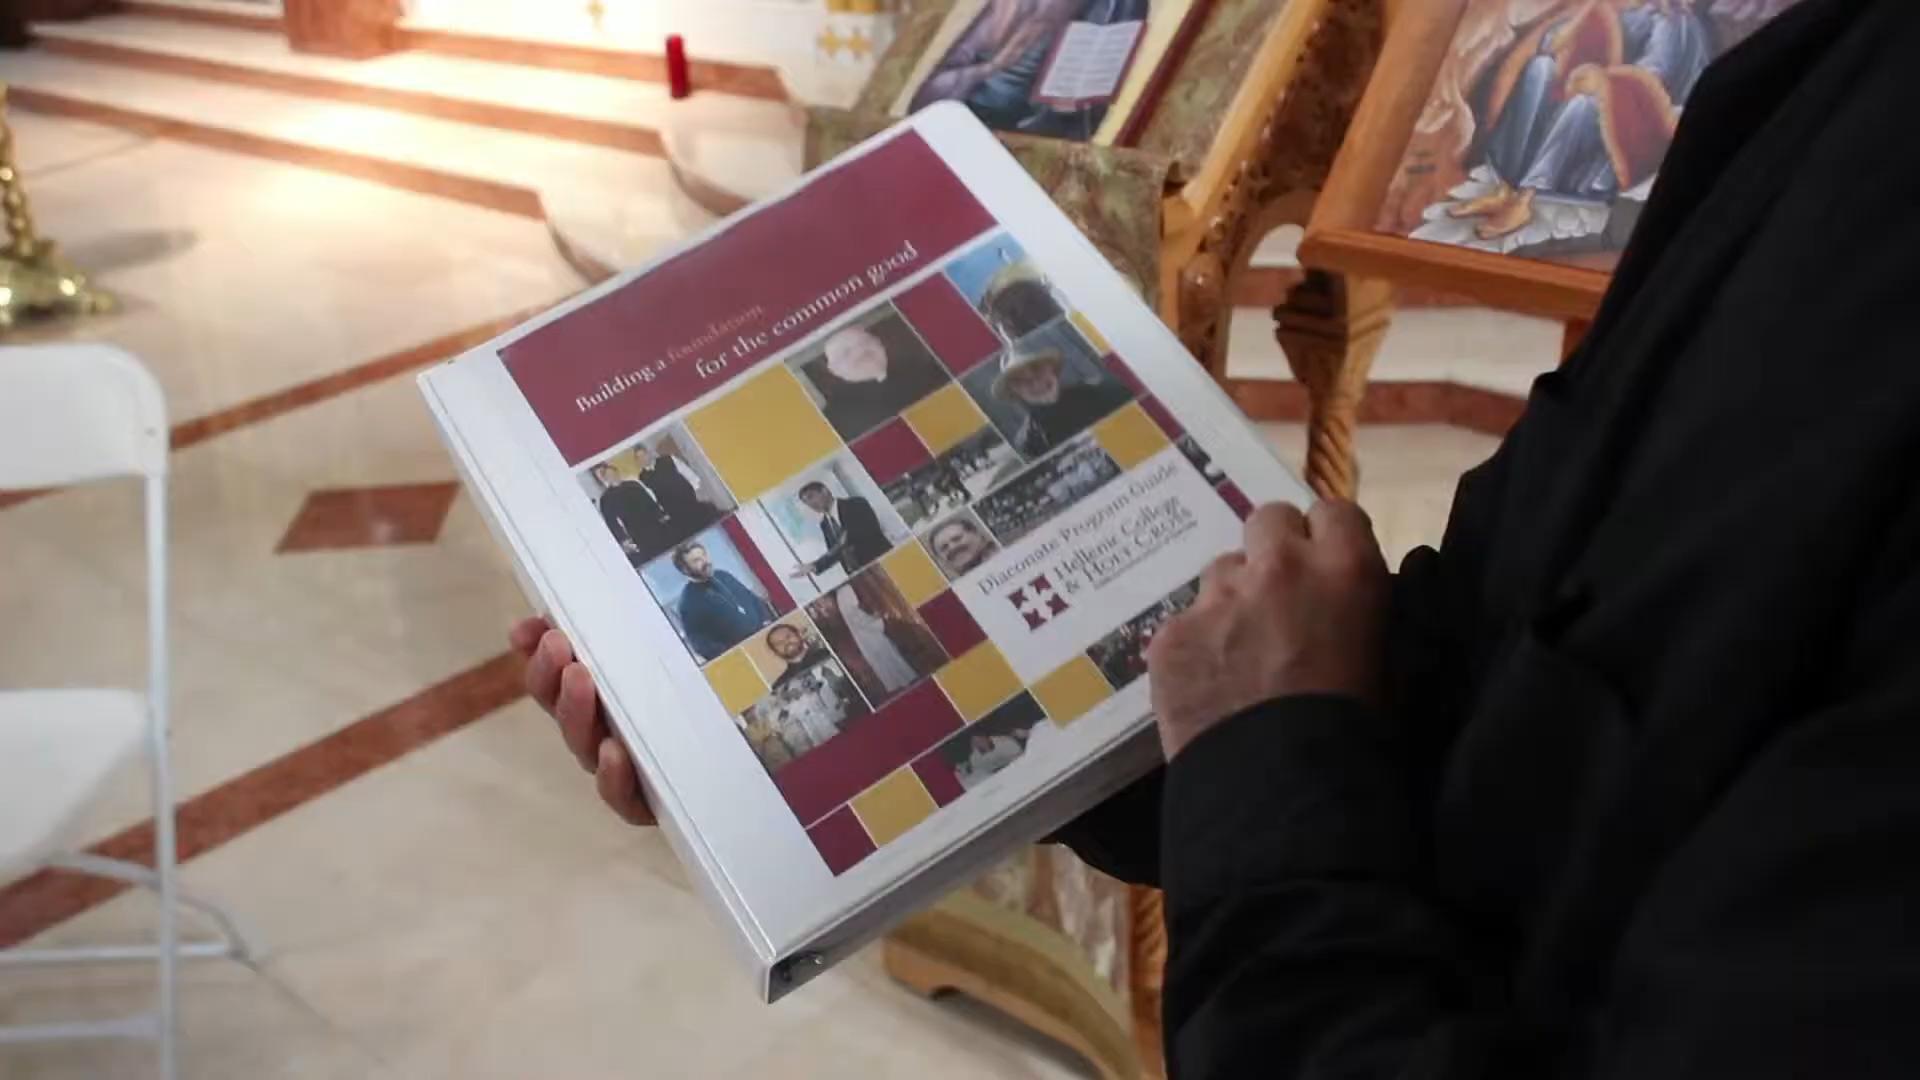 Building a foundation
for the common good
Diaconate Program Guide
Hellenic College
& Holy Cross